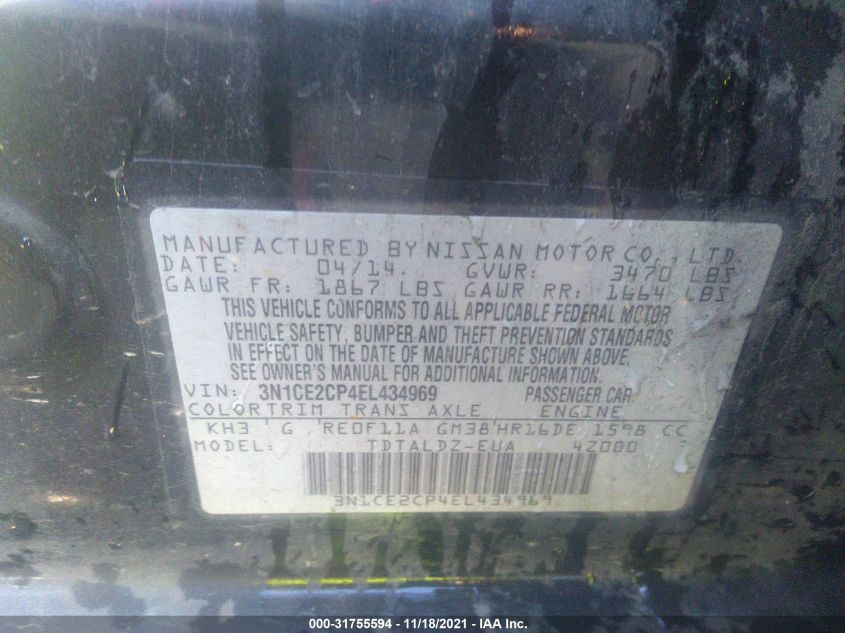 MANUFACTURED BY NISSAN MOTOR CO., LTD.
DATE: 04/14. GVWR: 3470 LBS
GAWR FR: 1867 LBS GAWR RR: 1664 LBS
THIS VEHICLE CONFORMS TO ALL APPLICABLE FEDERAL MOTOR
VEHICLE SAFETY, BUMPER AND THEFT PREVENTION STANDARDS
IN EFFECT ON THE DATE OF MANUFACTURE SHOWN ABOVE.
SEE OWNER'S MANUAL FOR ADDITIONAL INFORMATION.
VIN: 3N1CE2CP4EL434969 PASSENGER CAR.
COLORTRIM TRANS AXLE ENGINE
KH3 ' G 'RE0F11A GM38'HR16DE 1598 CC
MODEL: TDTALDZ-EUA 4Z000
3N1CE2CP4EL434969
000-31755594 - 11/18/2021 - IAA Inc.